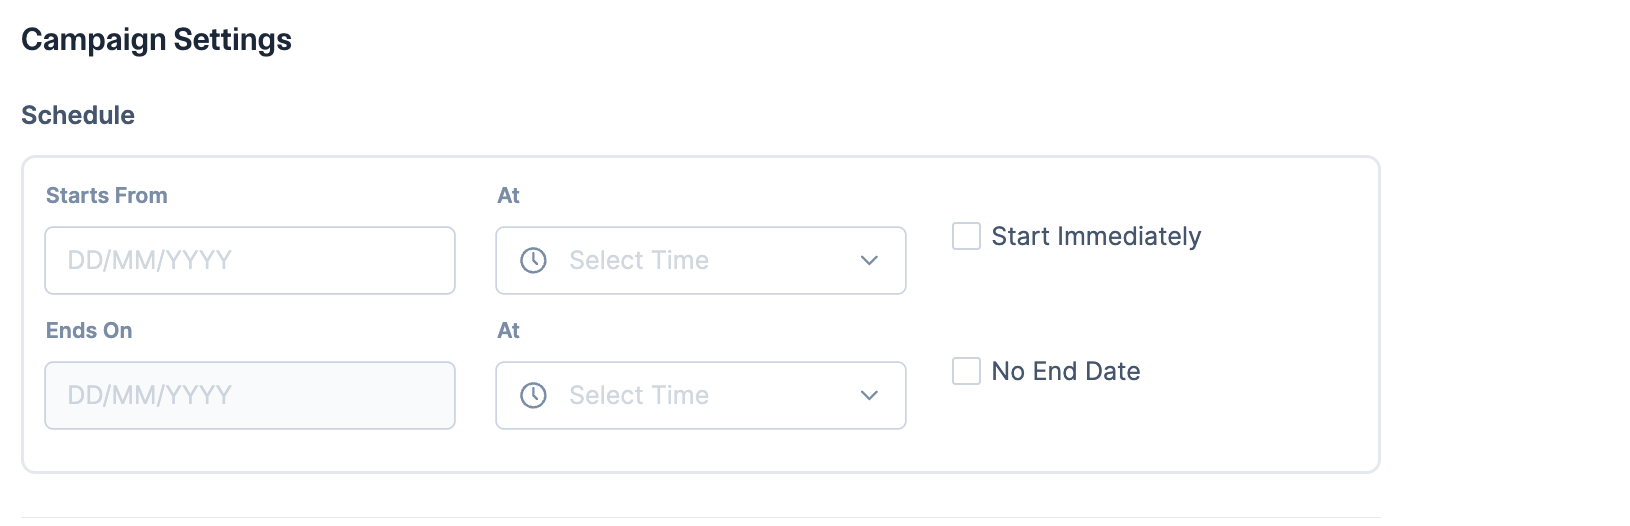 Campaign Settings
Schedule
Starts From
At
DD/MM/YYYY
Select Time
Start Immediately
Ends On
At
DD/MM/YYYY
Select Time
No End Date